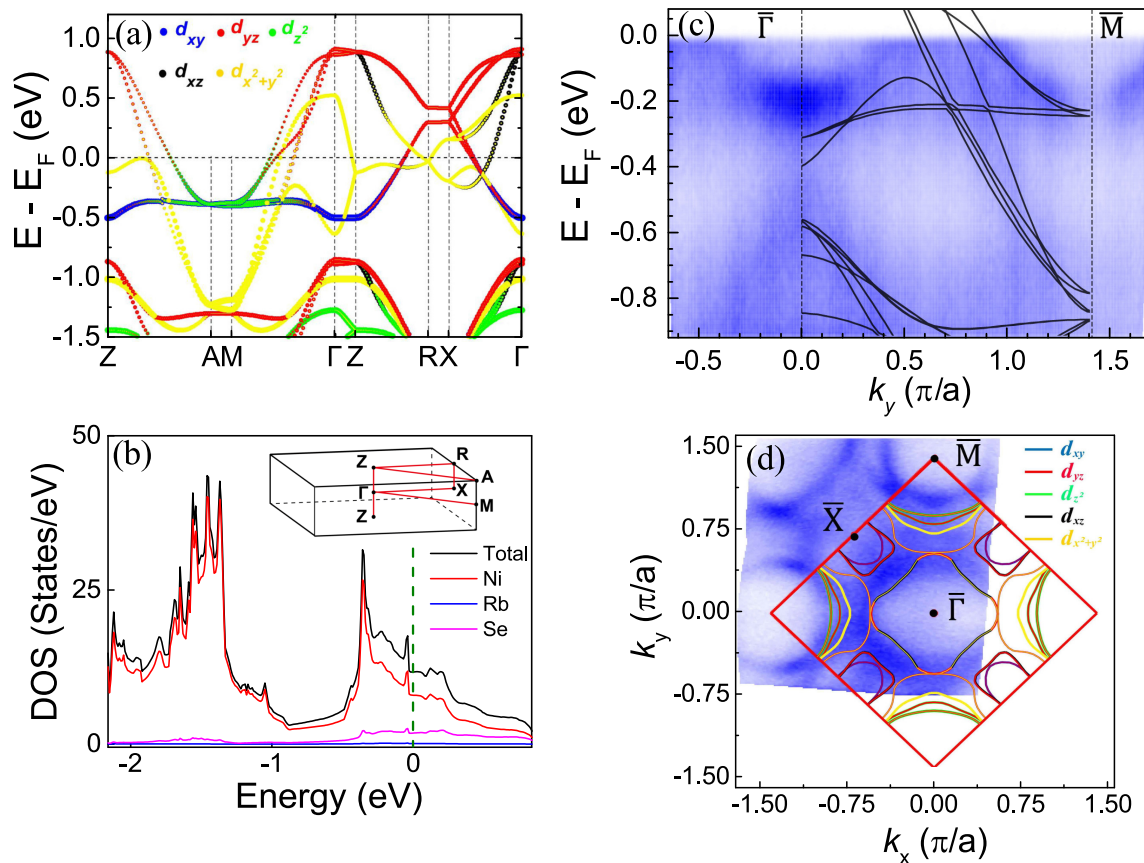 (a)
d_xy d_yz d_z²
d_xz d_x²+y²
E - E_F (eV)
1.0
0.5
0.0
-0.5
-1.0
-1.5
Z A M Γ Z R X Γ
(c)
Γ̅ M̅
E - E_F (eV)
0.0
-0.2
-0.4
-0.6
-0.8
-0.5 0.0 0.5 1.0 1.5
k_y (π/a)
(b)
DOS (States/eV)
50
25
0
Z R
A
Γ X
M
Z
Total
Ni
Rb
Se
-2 -1 0
Energy (eV)
(d)
M̅
X̅
Γ̅
d_xy
d_yz
d_z²
d_xz
d_x²+y²
k_y (π/a)
1.50
0.75
0.00
-0.75
-1.50
-1.50 -0.75 0.00 0.75 1.50
k_x (π/a)